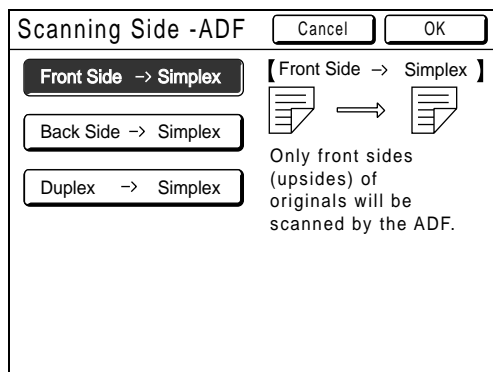 Scanning Side -ADF
Cancel
OK
Front Side -> Simplex
Back Side -> Simplex
Duplex -> Simplex
【Front Side -> Simplex】
Only front sides
(upsides) of
originals will be
scanned by the ADF.